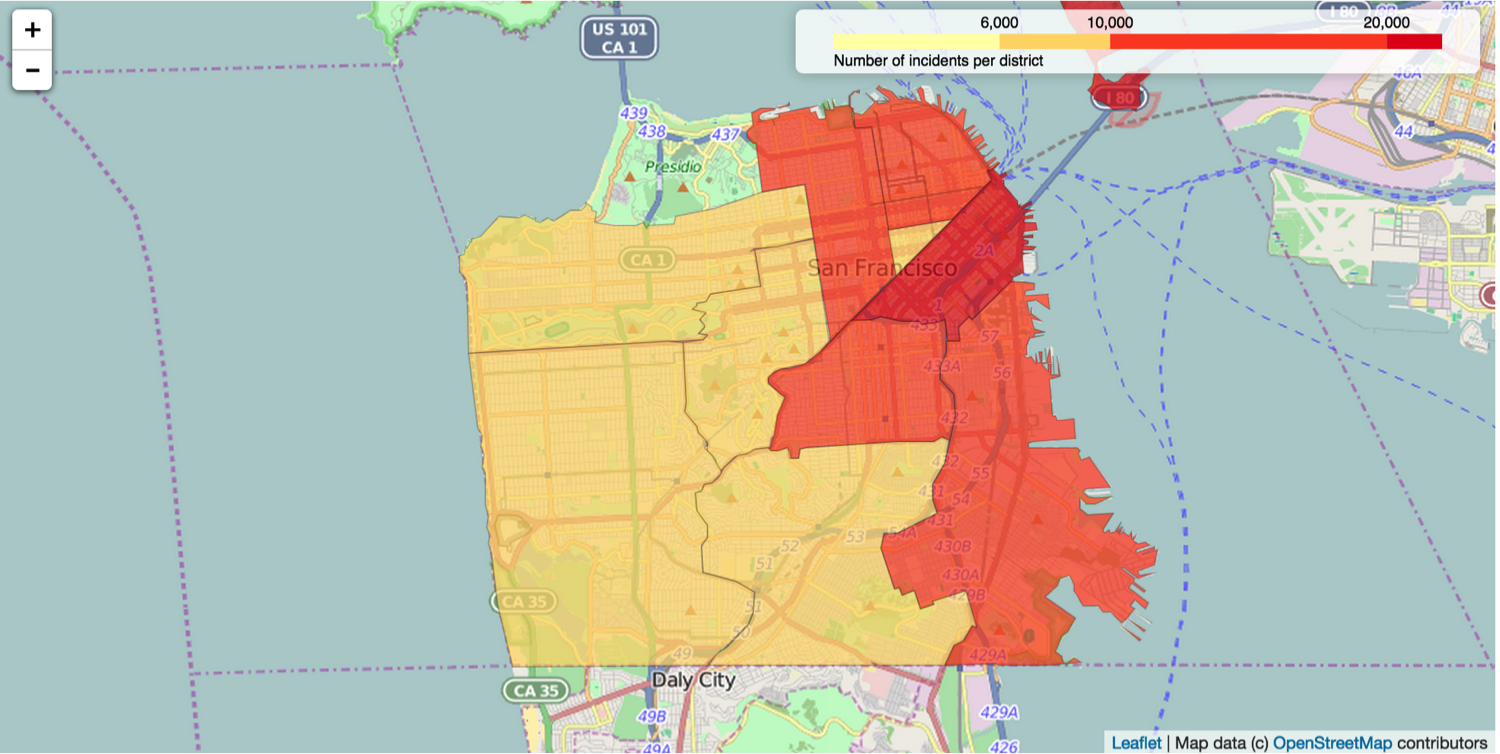 +
−
US 101
CA 1
I 80
6,000 10,000 20,000
Number of incidents per district
46A
I 80
439
438
437
44
Presidio
CA 1
2A
San Francisco
1
433
57
433A
56
432
432
55
431
54
431
54A
53
52
430B
51
430A
429B
CA 35
51
50
49
429A
Daly City
CA 35
49B
429A
49A
426
Leaflet | Map data (c) OpenStreetMap contributors